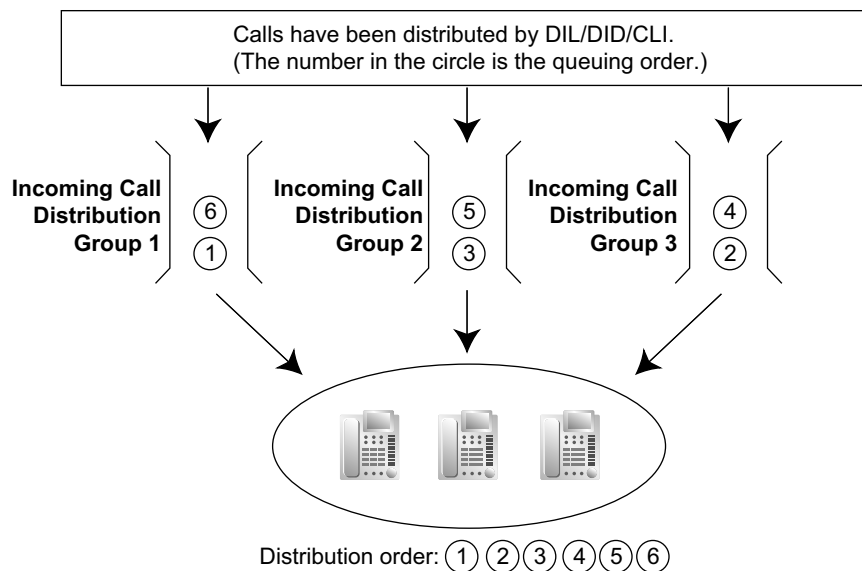 Calls have been distributed by DIL/DID/CLI.
(The number in the circle is the queuing order.)
Incoming Call
Distribution
Group 1
6
1
Incoming Call
Distribution
Group 2
5
3
Incoming Call
Distribution
Group 3
4
2
Distribution order: 1 2 3 4 5 6